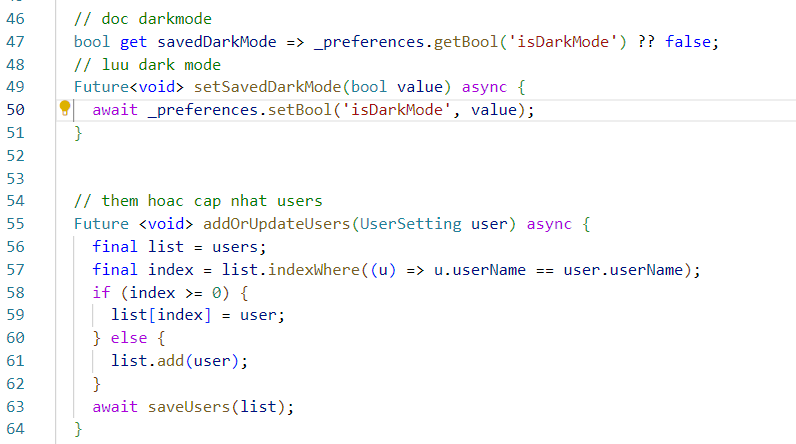 46 // doc darkmode
47 bool get savedDarkMode => _preferences.getBool('isDarkMode') ?? false;
48 // luu dark mode
49 Future<void> setSavedDarkMode(bool value) async {
50 await _preferences.setBool('isDarkMode', value);
51 }
52
53
54 // them hoac cap nhat users
55 Future <void> addOrUpdateUsers(UserSetting user) async {
56 final list = users;
57 final index = list.indexWhere((u) => u.userName == user.userName);
58 if (index >= 0) {
59 list[index] = user;
60 } else {
61 list.add(user);
62 }
63 await saveUsers(list);
64 }